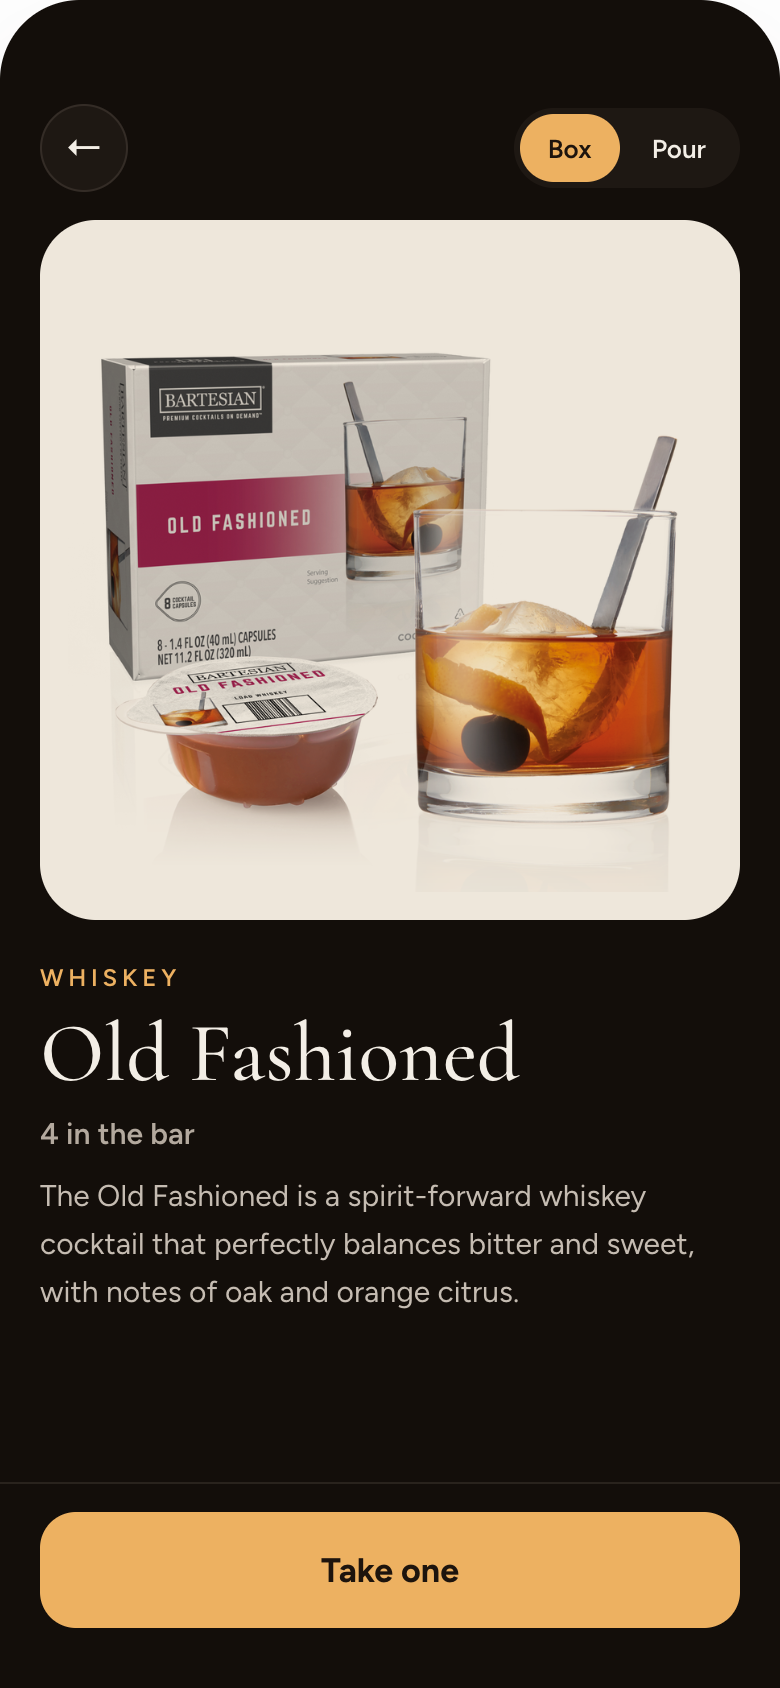 Box
Pour
BARTESIAN
PREMIUM COCKTAILS ON DEMAND™
OLD FASHIONED
Serving
Suggestion
8 COCKTAIL
CAPSULES
8 - 1.4 FL OZ (40 mL) CAPSULES
NET 11.2 FL OZ (320 mL)
BARTESIAN
OLD FASHIONED
LOAD WHISKEY
WHISKEY
Old Fashioned
4 in the bar
The Old Fashioned is a spirit-forward whiskey
cocktail that perfectly balances bitter and sweet,
with notes of oak and orange citrus.
Take one